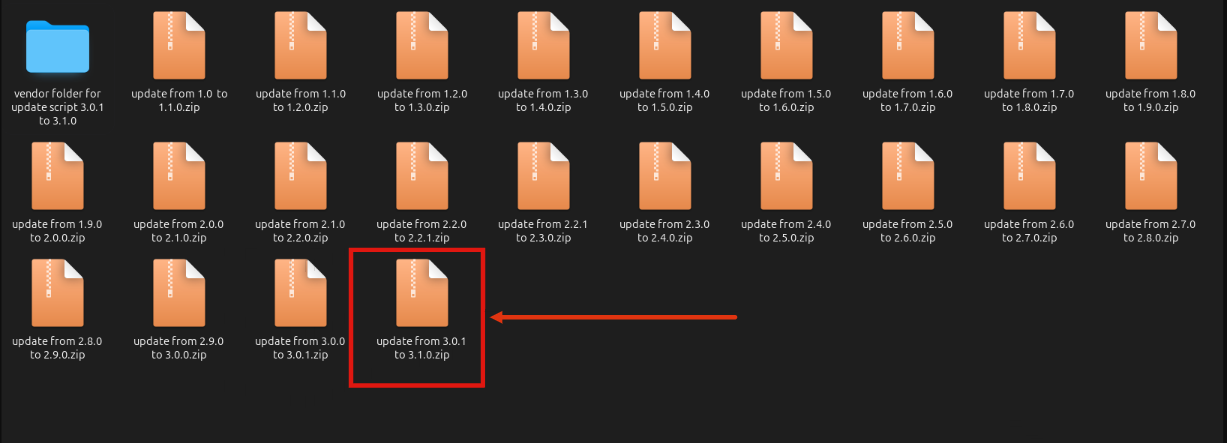 vendor folder for
update script 3.0.1
to 3.1.0
update from 1.0 to
1.1.0.zip
update from 1.1.0
to 1.2.0.zip
update from 1.2.0
to 1.3.0.zip
update from 1.3.0
to 1.4.0.zip
update from 1.4.0
to 1.5.0.zip
update from 1.5.0
to 1.6.0.zip
update from 1.6.0
to 1.7.0.zip
update from 1.7.0
to 1.8.0.zip
update from 1.8.0
to 1.9.0.zip
update from 1.9.0
to 2.0.0.zip
update from 2.0.0
to 2.1.0.zip
update from 2.1.0
to 2.2.0.zip
update from 2.2.0
to 2.2.1.zip
update from 2.2.1
to 2.3.0.zip
update from 2.3.0
to 2.4.0.zip
update from 2.4.0
to 2.5.0.zip
update from 2.5.0
to 2.6.0.zip
update from 2.6.0
to 2.7.0.zip
update from 2.7.0
to 2.8.0.zip
update from 2.8.0
to 2.9.0.zip
update from 2.9.0
to 3.0.0.zip
update from 3.0.0
to 3.0.1.zip
update from 3.0.1
to 3.1.0.zip